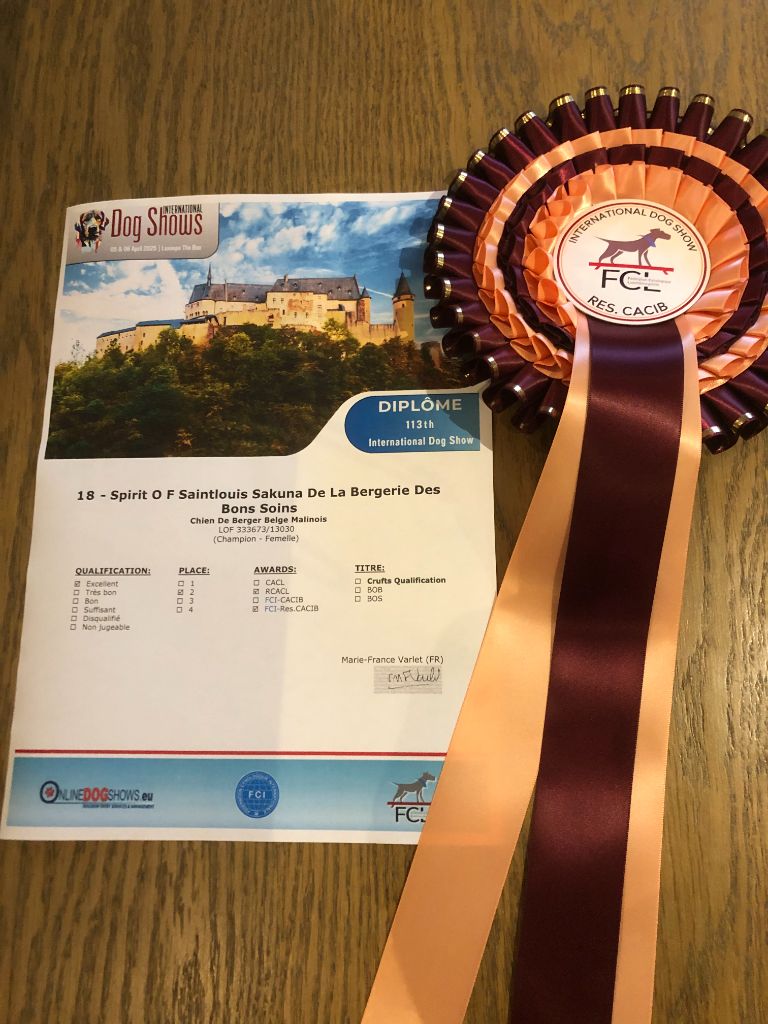 INTERNATIONAL
Dog Shows
05 & 06 April 2025 | Luxexpo The Box
DIPLÔME
113th
International Dog Show
18 - Spirit O F Saintlouis Sakuna De La Bergerie Des
Bons Soins
Chien De Berger Belge Malinois
LOF 333673/13030
(Champion - Femelle)
QUALIFICATION:
☑ Excellent
☐ Très bon
☐ Bon
☐ Suffisant
☐ Disqualifié
☐ Non jugeable
PLACE:
☐ 1
☑ 2
☐ 3
☐ 4
AWARDS:
☐ CACL
☑ RCACL
☐ FCI-CACIB
☑ FCI-Res.CACIB
TITRE:
☐ Crufts Qualification
☐ BOB
☐ BOS
Marie-France Varlet (FR)
ONLINEDOGSHOWS.eu
FCI
FCL
INTERNATIONAL DOG SHOW
FCL
RES. CACIB